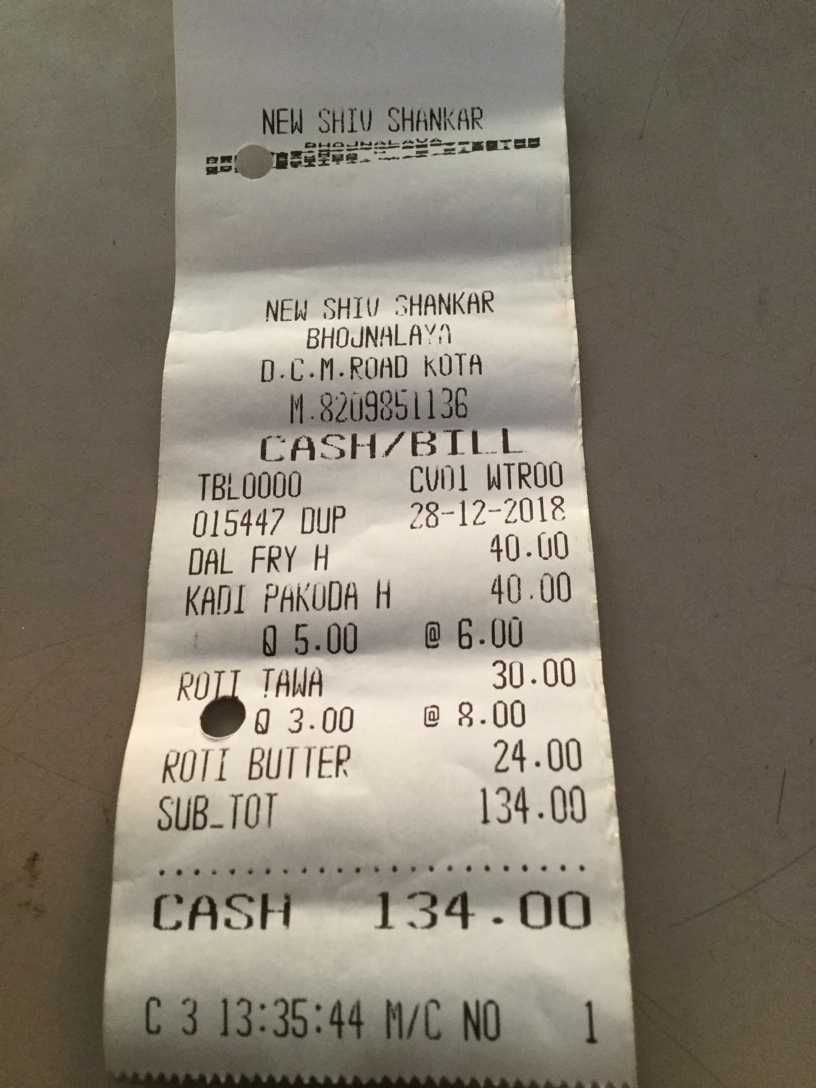 NEW SHIV SHANKAR
BHOJNALAYA
NEW SHIV SHANKAR
BHOJNALAYA
D.C.M.ROAD KOTA
M.8209851136
CASH/BILL
TBL0000 CV01 WTR00
015447 DUP 28-12-2018
DAL FRY H 40.00
KADI PAKODA H 40.00
Q 5.00 @ 6.00
ROTI TAWA 30.00
Q 3.00 @ 8.00
ROTI BUTTER 24.00
SUB_TOT 134.00
.........................
CASH 134.00
C 3 13:35:44 M/C NO 1